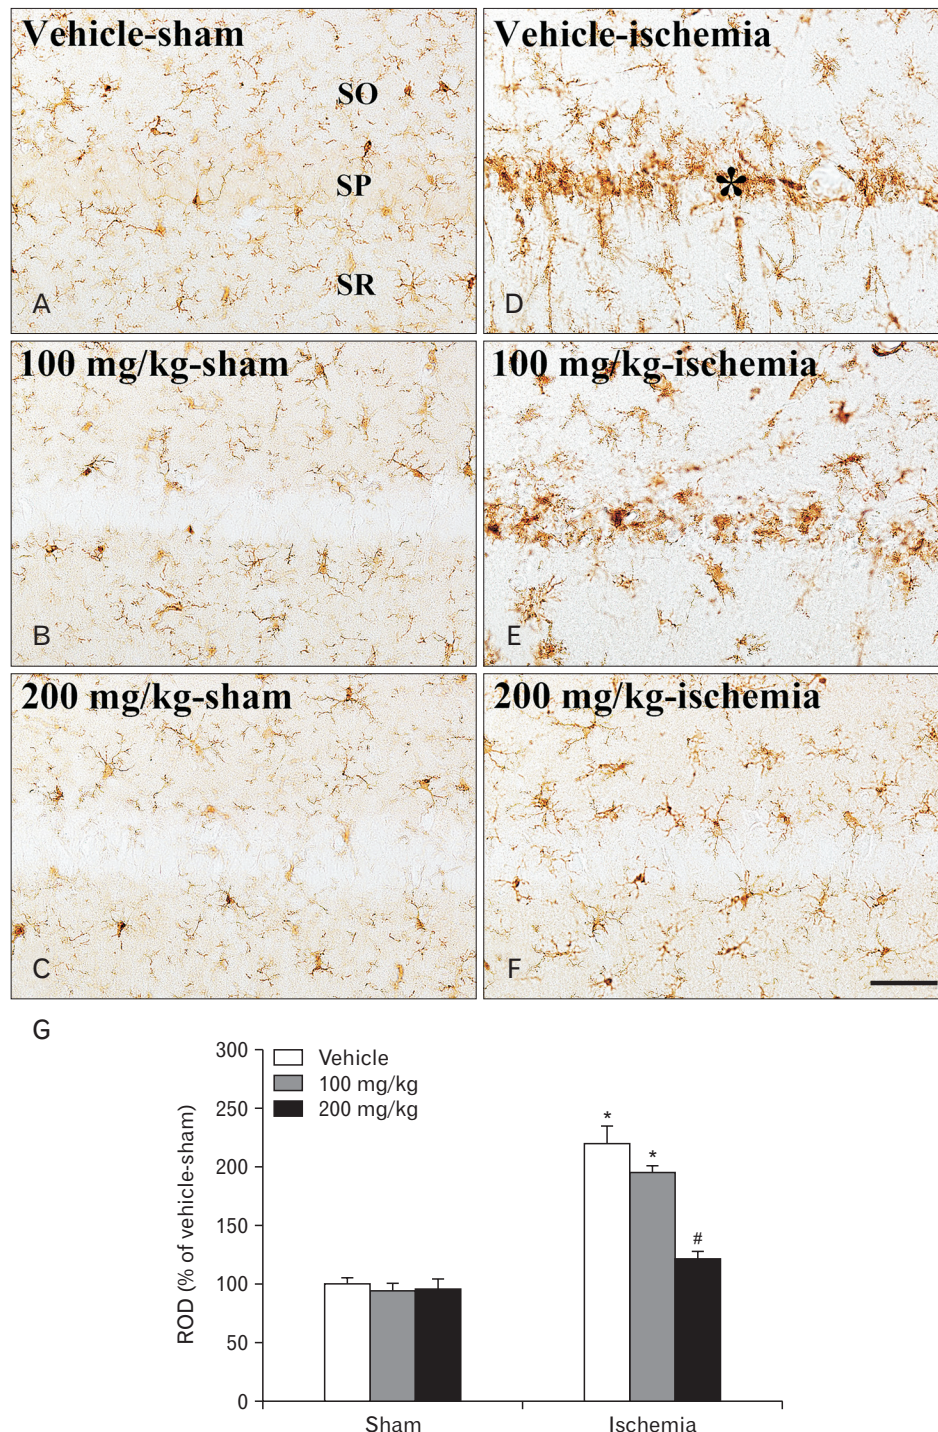 Vehicle-sham
SO
SP
SR
A
Vehicle-ischemia
*
D
100 mg/kg-sham
B
100 mg/kg-ischemia
E
200 mg/kg-sham
C
200 mg/kg-ischemia
F
G
ROD (% of vehicle-sham)
300
250
200
150
100
50
0
Vehicle
100 mg/kg
200 mg/kg
*
*
#
Sham
Ischemia